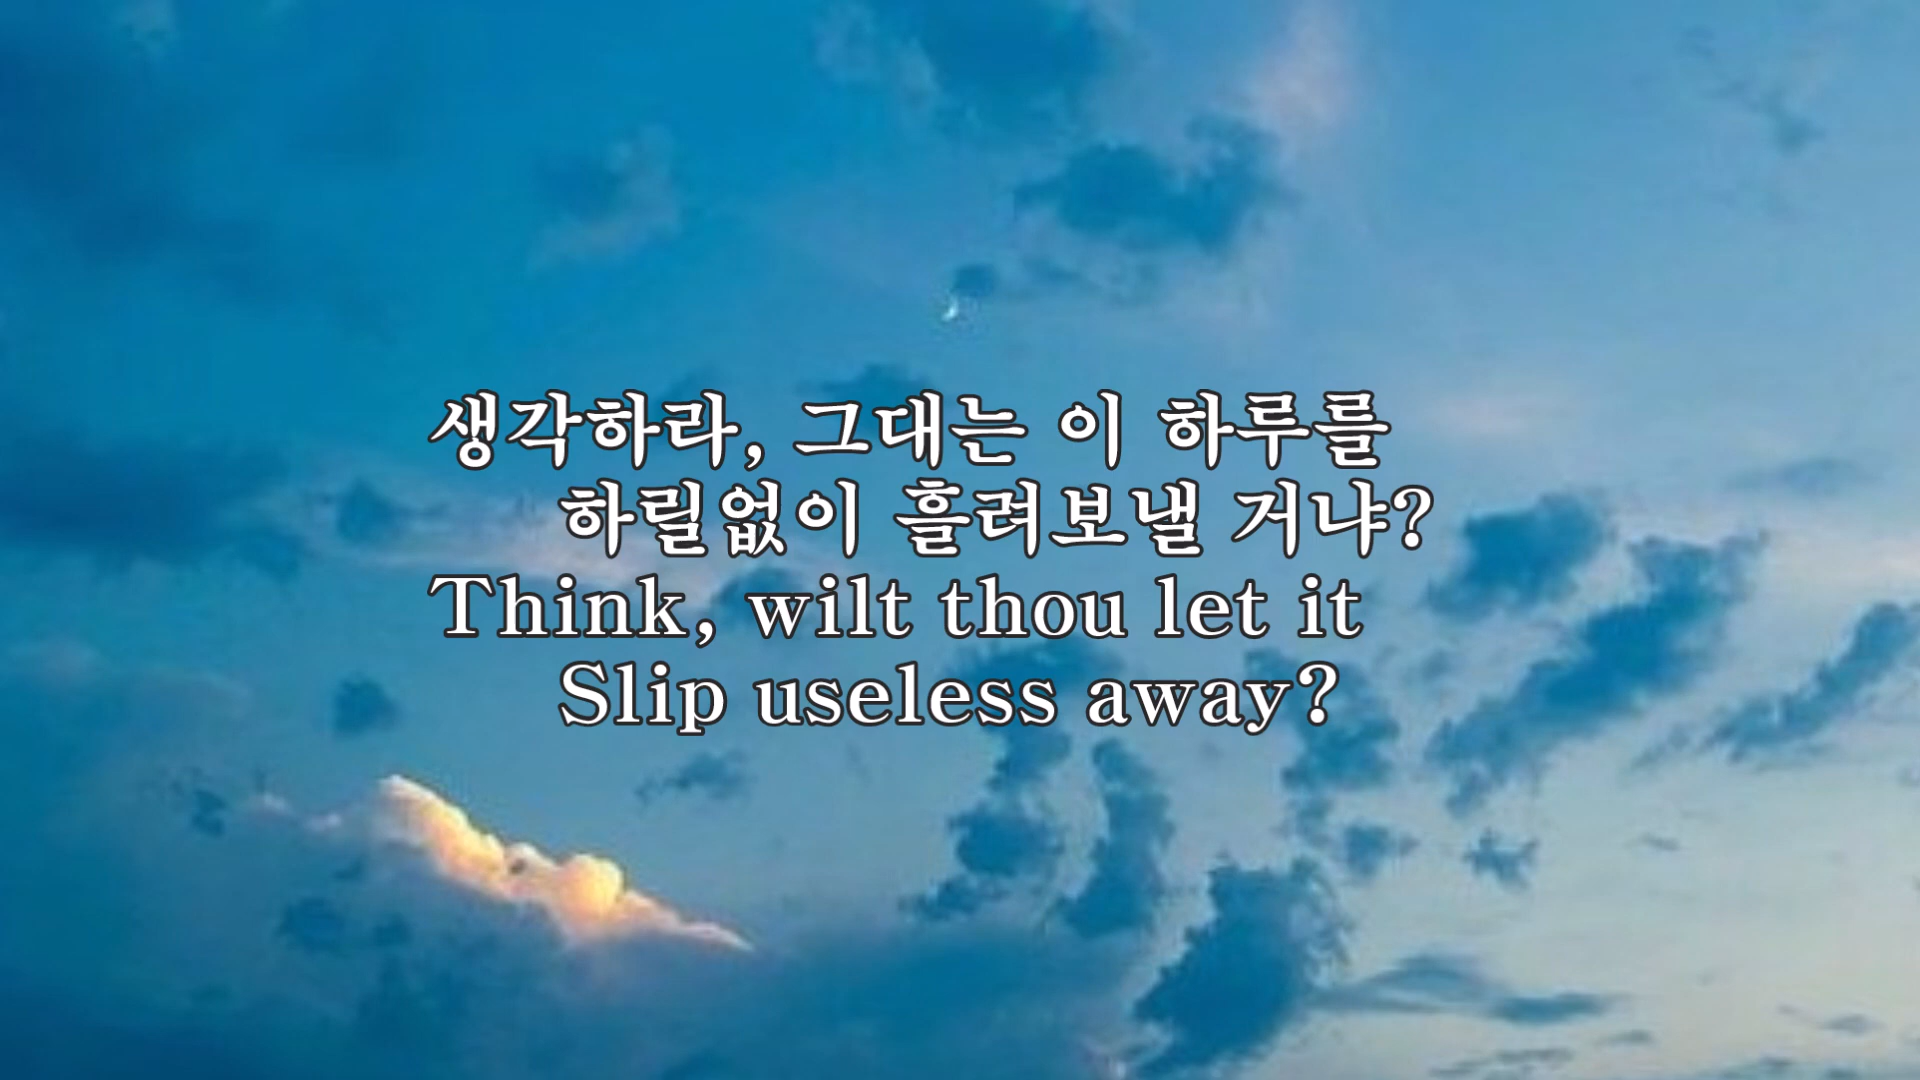 생각하라, 그대는 이 하루를
하릴없이 흘려보낼 거냐?
Think, wilt thou let it
Slip useless away?